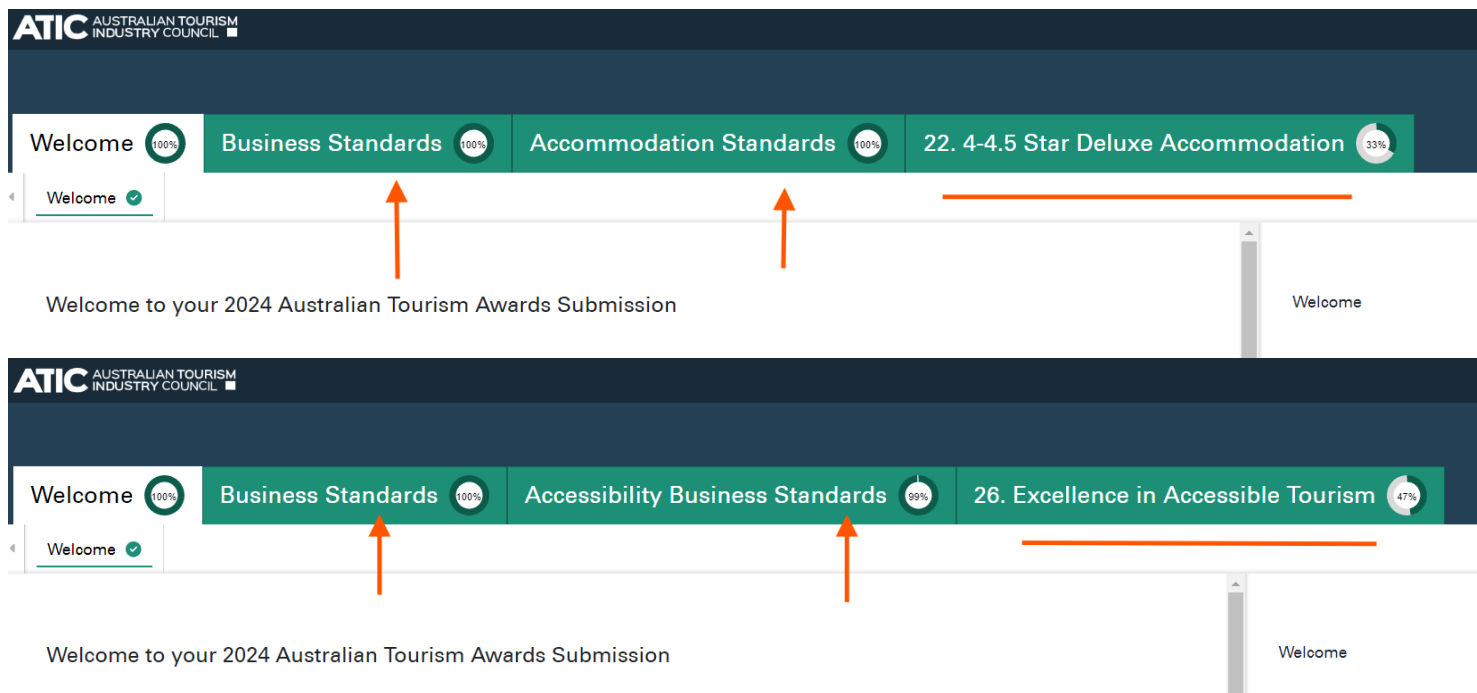 ATIC AUSTRALIAN TOURISM
INDUSTRY COUNCIL
Welcome 100% Business Standards 100% Accommodation Standards 100% 22. 4-4.5 Star Deluxe Accommodation 33%
Welcome
Welcome to your 2024 Australian Tourism Awards Submission
Welcome
ATIC AUSTRALIAN TOURISM
INDUSTRY COUNCIL
Welcome 100% Business Standards 100% Accessibility Business Standards 99% 26. Excellence in Accessible Tourism 47%
Welcome
Welcome to your 2024 Australian Tourism Awards Submission
Welcome